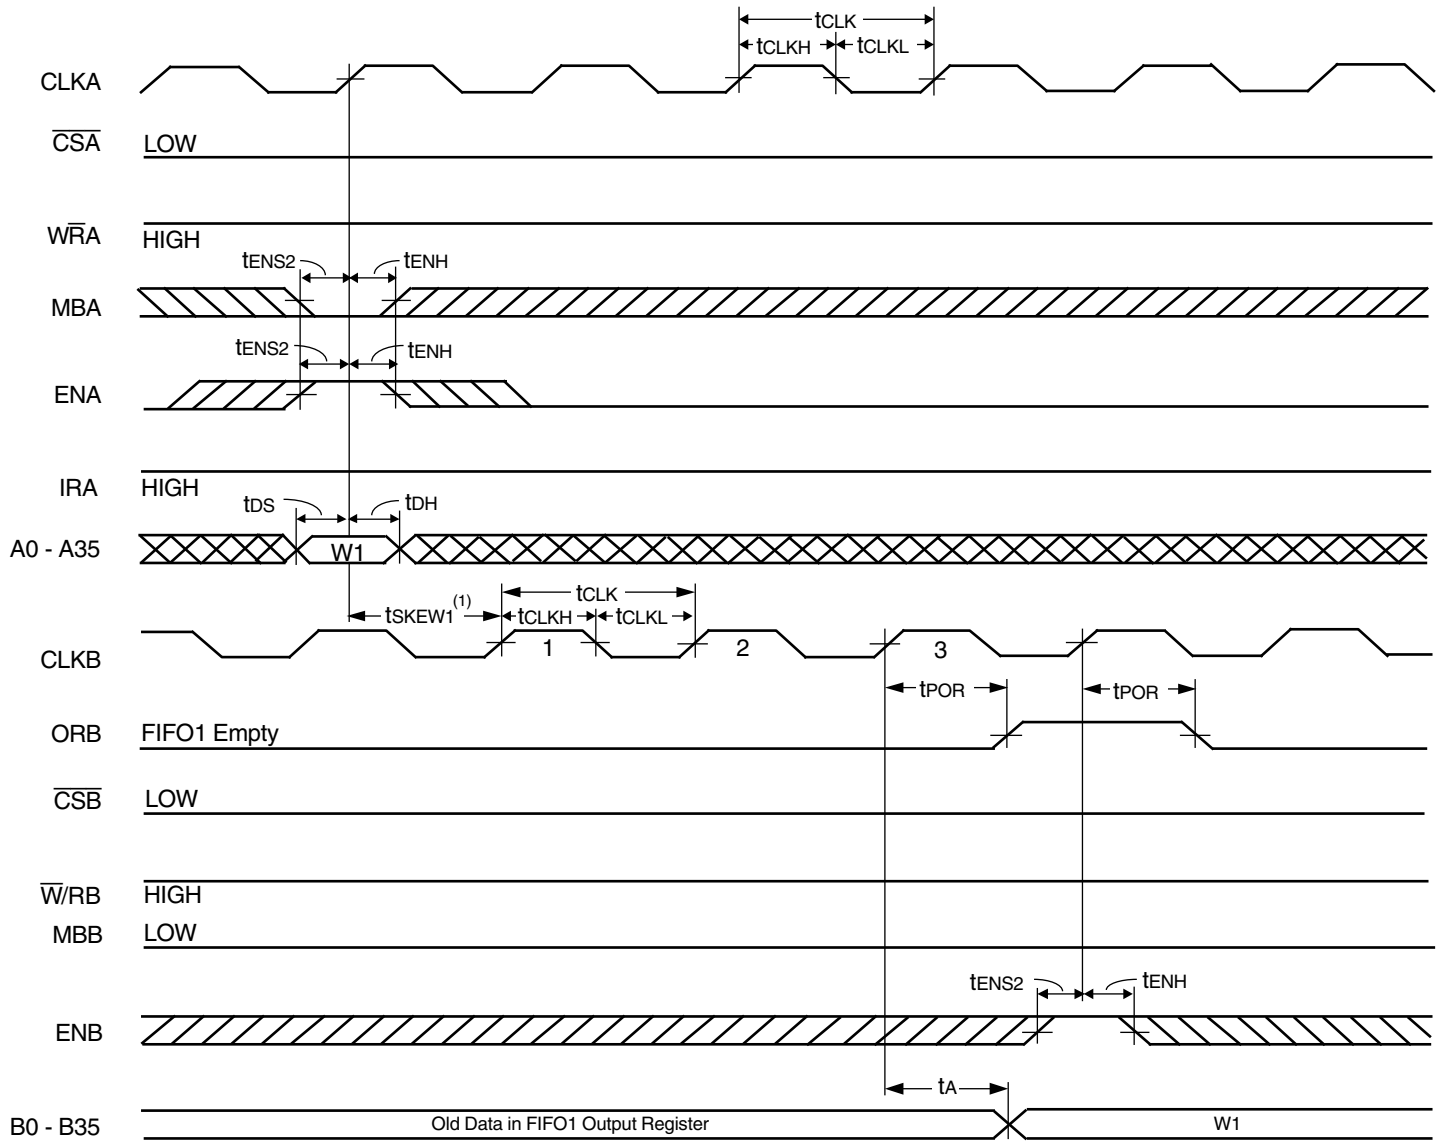 tCLK
tCLKH tCLKL
CLKA
CSA LOW
WRA HIGH
tENS2 tENH
MBA
tENS2 tENH
ENA
IRA HIGH
tDS tDH
A0 - A35 W1
tCLK
tSKEW1(1) tCLKH tCLKL
CLKB 1 2 3
tPOR tPOR
ORB FIFO1 Empty
CSB LOW
W/RB HIGH
MBB LOW
tENS2 tENH
ENB
tA
B0 - B35 Old Data in FIFO1 Output Register W1